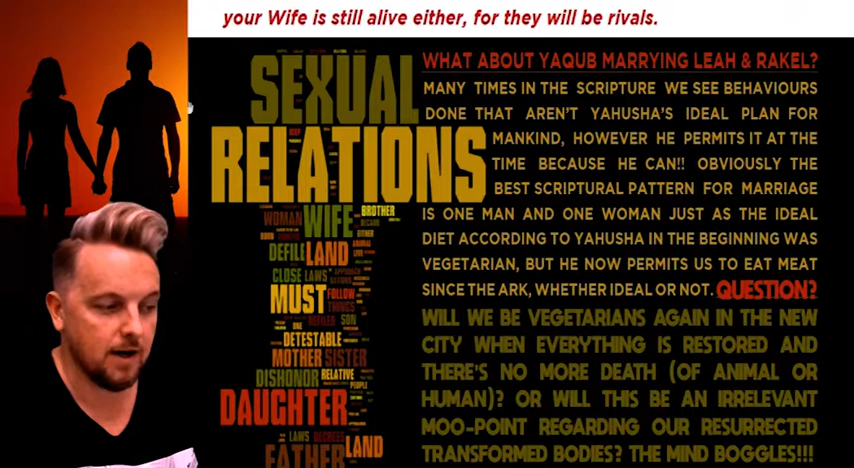 your Wife is still alive either, for they will be rivals.
SEXUAL
RELATIONS
WOMAN WIFE BROTHER
DEFILE LAND
CLOSE LAWS
MUST FOLLOW
THINGS
SON
ONE
DETESTABLE
MOTHER SISTER
DISHONOR RELATIVE
PEOPLE
DAUGHTER
LAWS DECREES LAND
FATHER
WHAT ABOUT YAQUB MARRYING LEAH & RAKEL?
MANY TIMES IN THE SCRIPTURE WE SEE BEHAVIOURS
DONE THAT AREN'T YAHUSHA'S IDEAL PLAN FOR
MANKIND, HOWEVER HE PERMITS IT AT THE
TIME BECAUSE HE CAN!! OBVIOUSLY THE
BEST SCRIPTURAL PATTERN FOR MARRIAGE
IS ONE MAN AND ONE WOMAN JUST AS THE IDEAL
DIET ACCORDING TO YAHUSHA IN THE BEGINNING WAS
VEGETARIAN, BUT HE NOW PERMITS US TO EAT MEAT
SINCE THE ARK, WHETHER IDEAL OR NOT. QUESTION?
WILL WE BE VEGETARIANS AGAIN IN THE NEW
CITY WHEN EVERYTHING IS RESTORED AND
THERE'S NO MORE DEATH (OF ANIMAL OR
HUMAN)? OR WILL THIS BE AN IRRELEVANT
MOO-POINT REGARDING OUR RESURRECTED
TRANSFORMED BODIES? THE MIND BOGGLES!!!